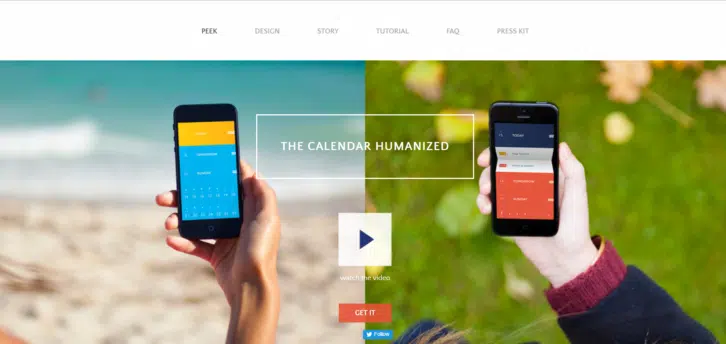 PEEK
DESIGN
STORY
TUTORIAL
FAQ
PRESS KIT
THE CALENDAR HUMANIZED
watch the video
GET IT
Follow